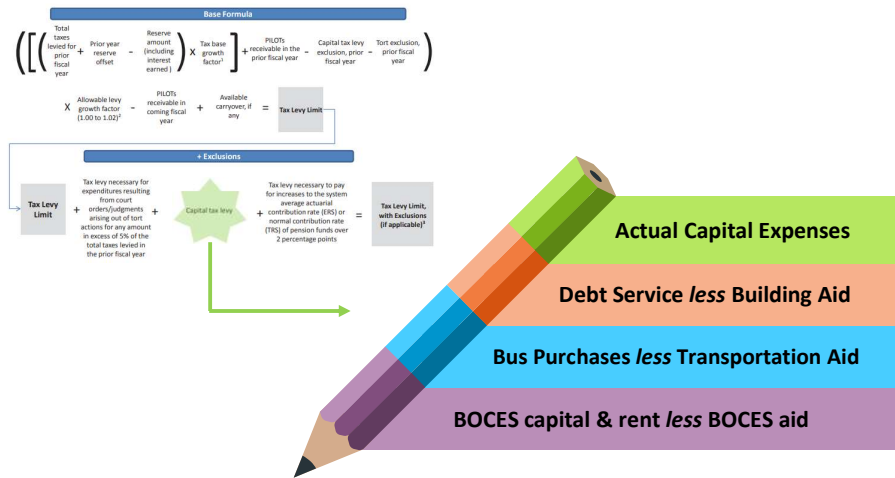 Base Formula
Total
taxes
levied for
prior
fiscal
year
+
Prior year
reserve
offset
-
Reserve
amount
(including
interest
earned )
X
Tax base
growth
factor¹
+
PILOTs
receivable in the
prior fiscal year
-
Capital tax levy
exclusion, prior
fiscal year
-
Tort exclusion,
prior fiscal
year
X
Allowable levy
growth factor
(1.00 to 1.02)²
-
PILOTs
receivable in
coming fiscal
year
+
Available
carryover, if
any
=
Tax Levy Limit
+ Exclusions
Tax Levy
Limit
+
Tax levy necessary for
expenditures resulting
from court
orders/judgments
arising out of tort
actions for any amount
in excess of 5% of the
total taxes levied in
the prior fiscal year
+
Capital tax levy
+
Tax levy necessary to pay
for increases to the system
average actuarial
contribution rate (ERS) or
normal contribution rate
(TRS) of pension funds over
2 percentage points
=
Tax Levy Limit,
with Exclusions
(if applicable)³
Actual Capital Expenses
Debt Service less Building Aid
Bus Purchases less Transportation Aid
BOCES capital & rent less BOCES aid